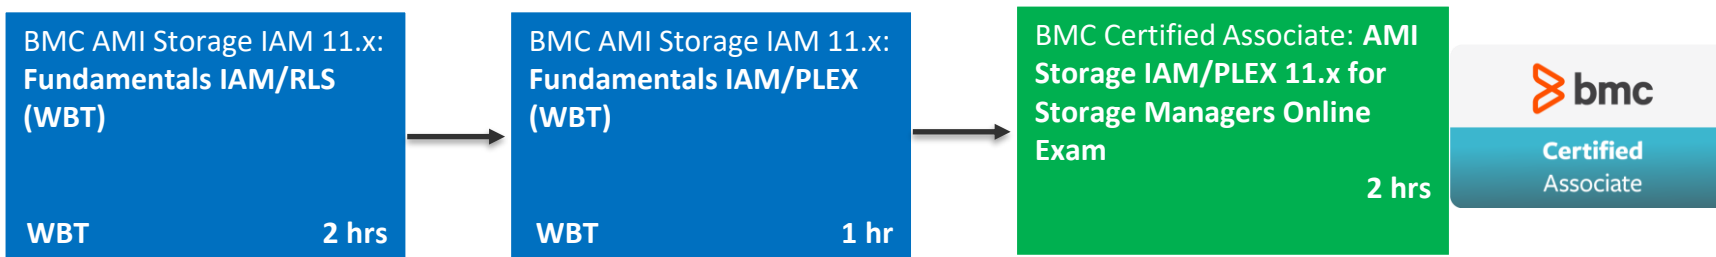 BMC AMI Storage IAM 11.x:
Fundamentals IAM/RLS
(WBT)
WBT 2 hrs
BMC AMI Storage IAM 11.x:
Fundamentals IAM/PLEX
(WBT)
WBT 1 hr
BMC Certified Associate: AMI
Storage IAM/PLEX 11.x for
Storage Managers Online
Exam
2 hrs
bmc
Certified
Associate